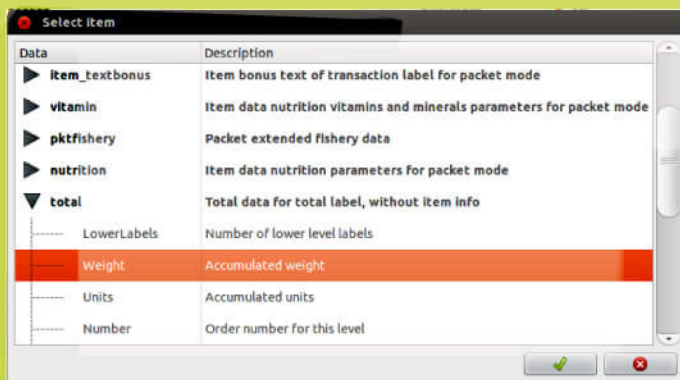 Select item
Data Description
item_textbonus Item bonus text of transaction label for packet mode
vitamin Item data nutrition vitamins and minerals parameters for packet mode
pktfishery Packet extended fishery data
nutrition Item data nutrition parameters for packet mode
total Total data for total label, without item info
LowerLabels Number of lower level labels
Weight Accumulated weight
Units Accumulated units
Number Order number for this level